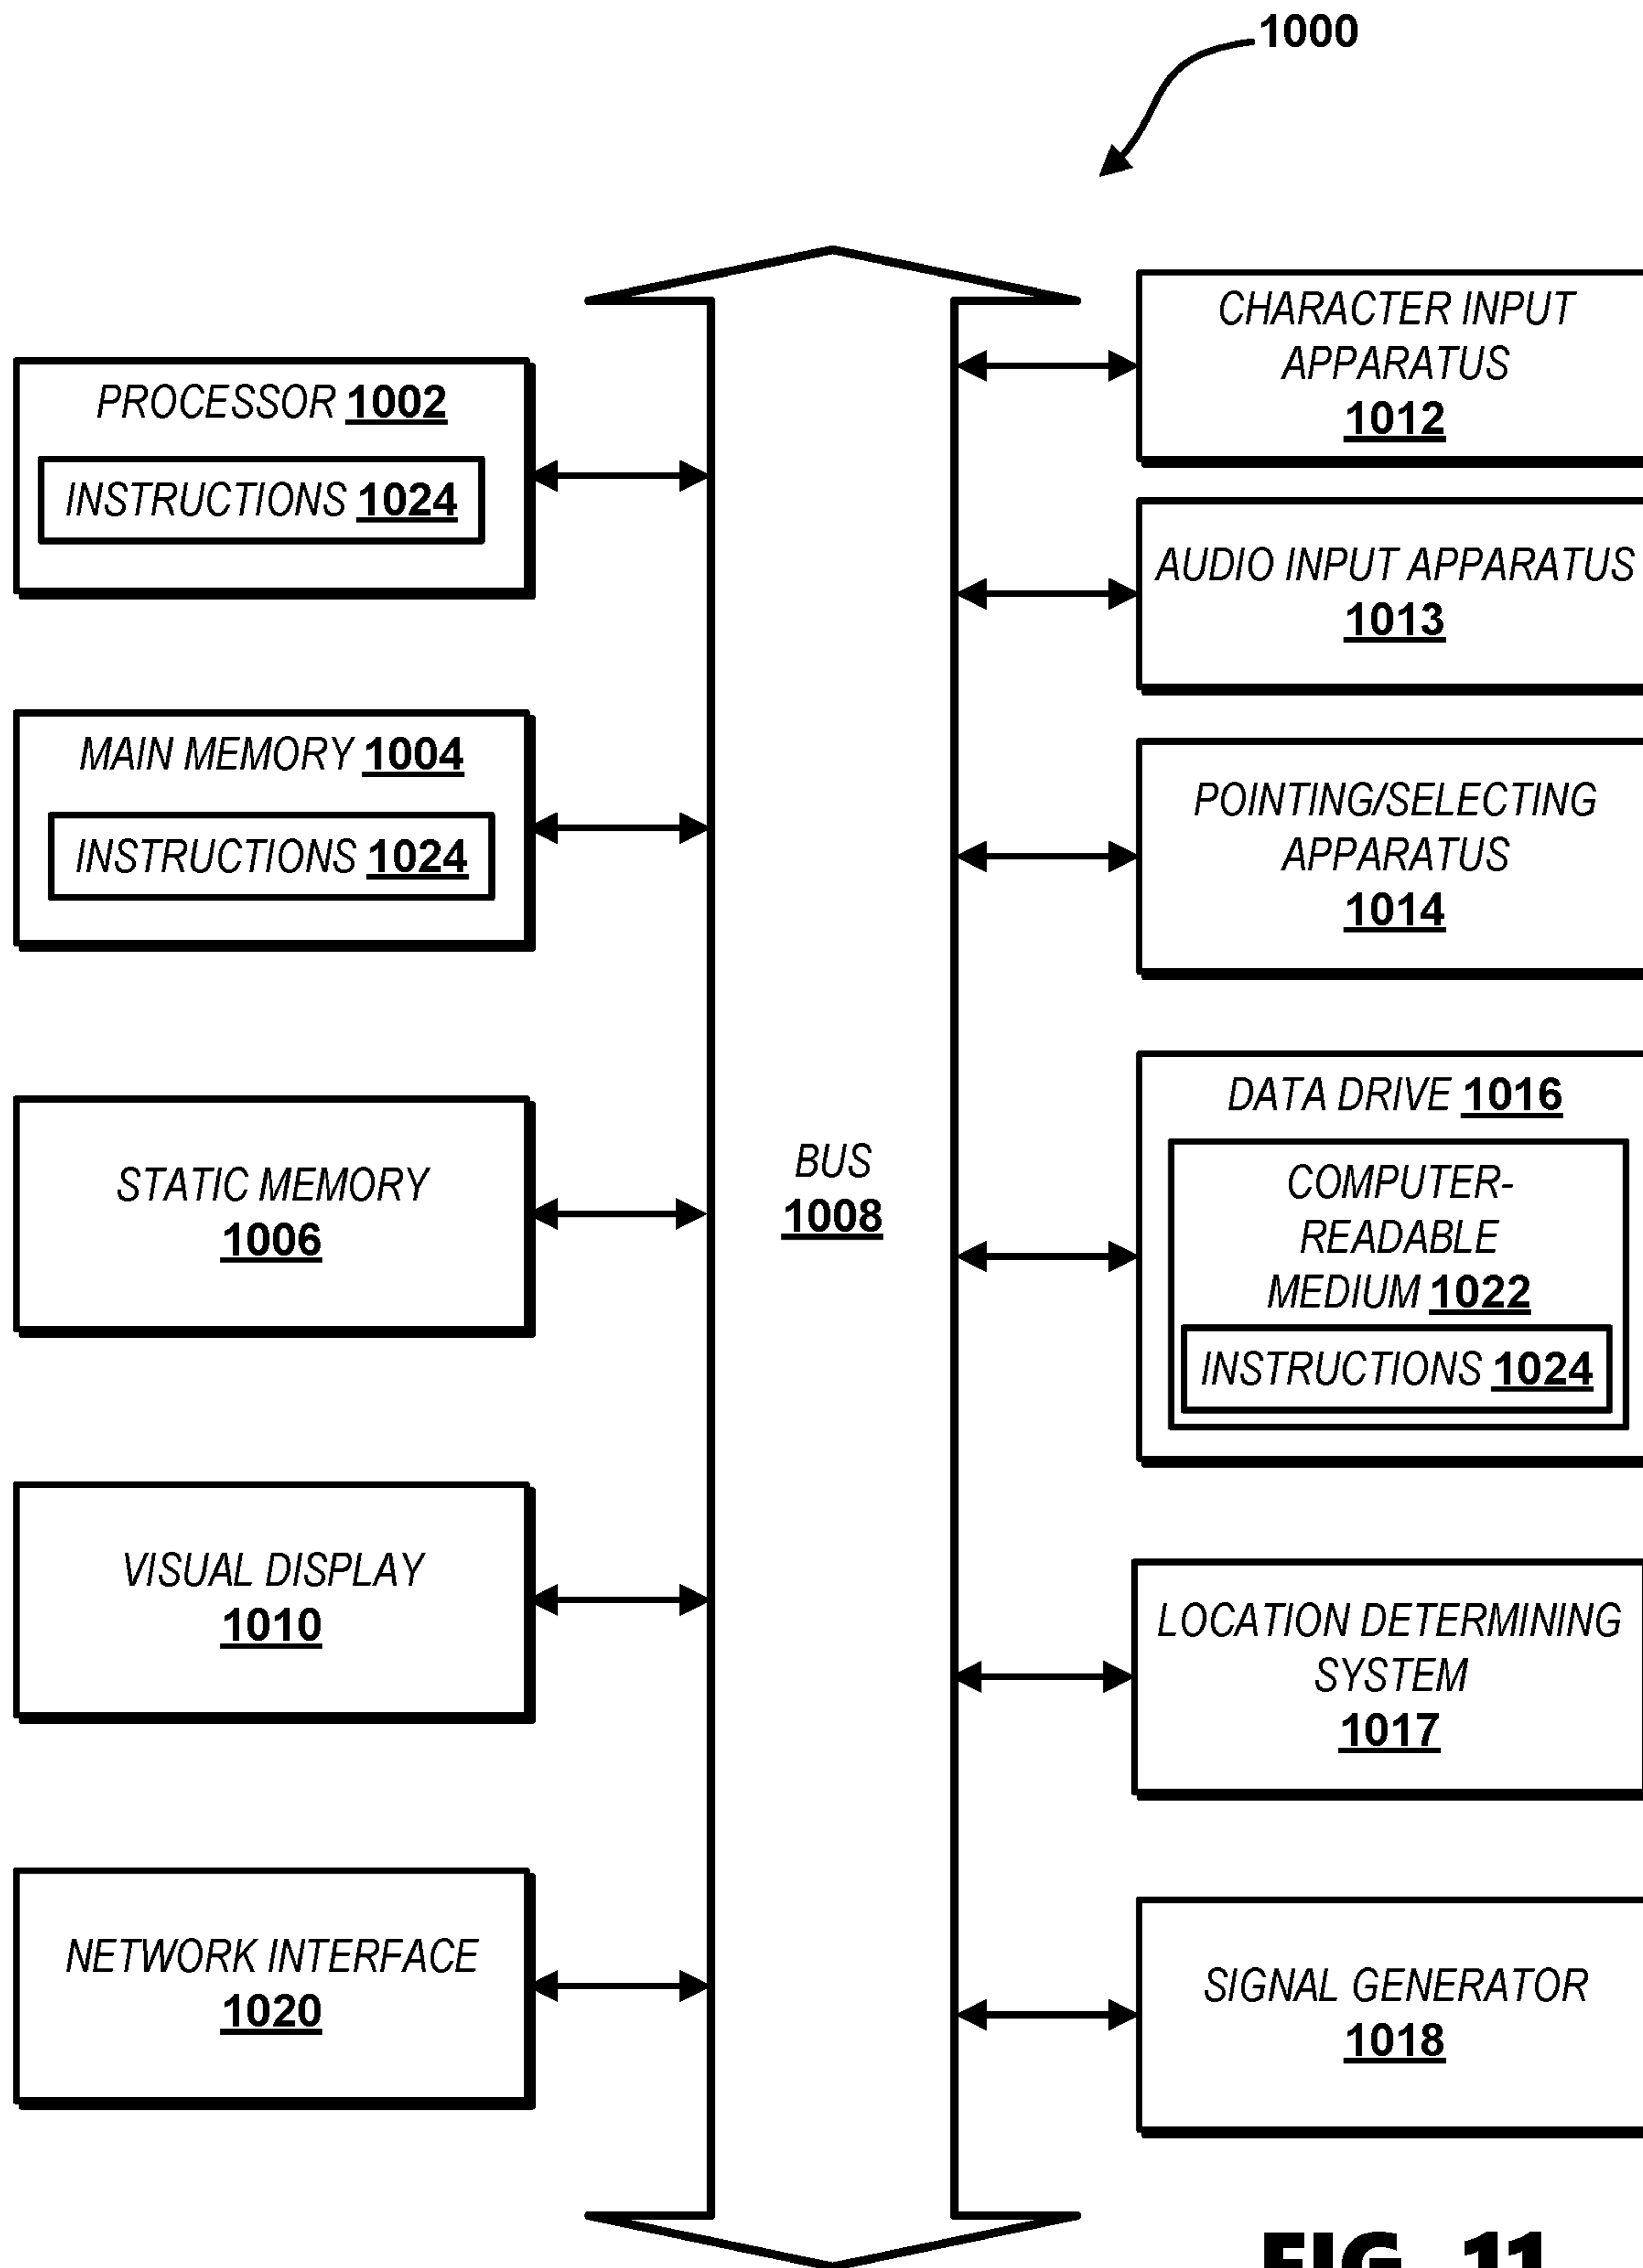 1000
PROCESSOR 1002
INSTRUCTIONS 1024
MAIN MEMORY 1004
INSTRUCTIONS 1024
STATIC MEMORY
1006
VISUAL DISPLAY
1010
NETWORK INTERFACE
1020
BUS
1008
CHARACTER INPUT
APPARATUS
1012
AUDIO INPUT APPARATUS
1013
POINTING/SELECTING
APPARATUS
1014
DATA DRIVE 1016
COMPUTER-
READABLE
MEDIUM 1022
INSTRUCTIONS 1024
LOCATION DETERMINING
SYSTEM
1017
SIGNAL GENERATOR
1018
FIG. 11